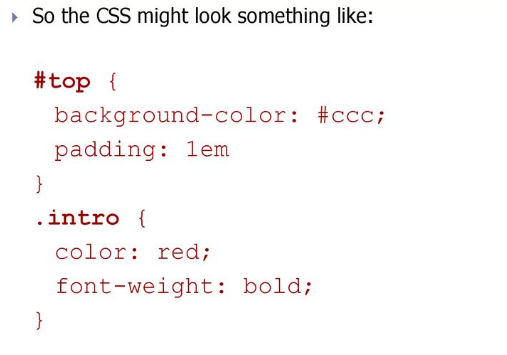 So the CSS might look something like:
#top {
background-color: #ccc;
padding: 1em
}
.intro {
color: red;
font-weight: bold;
}